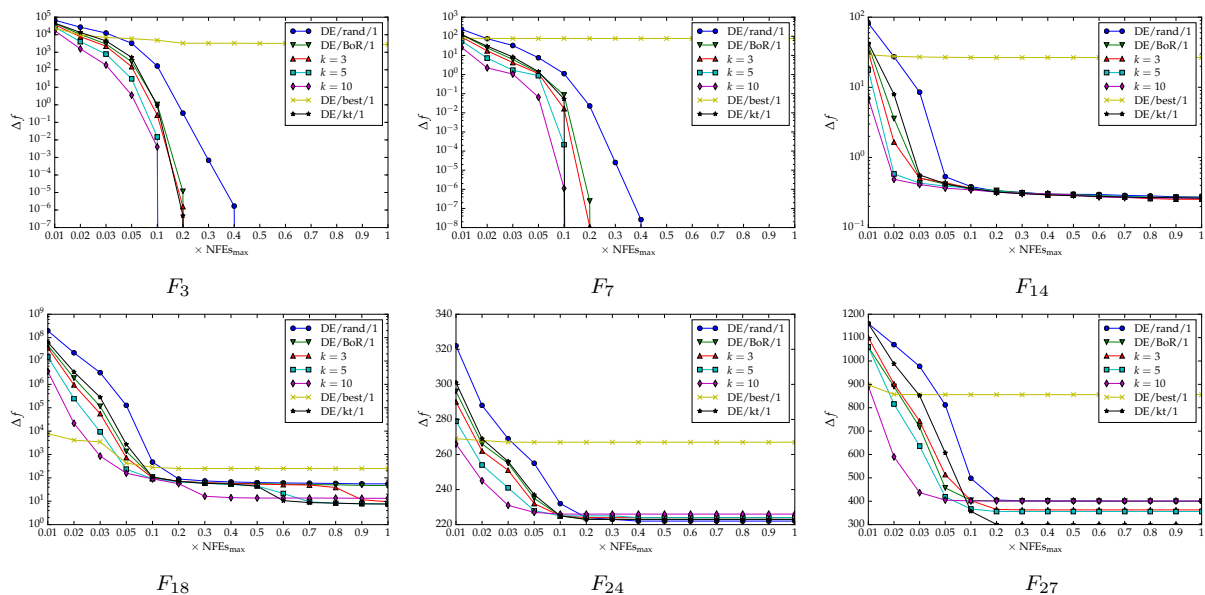 10^5
10^4
10^3
10^2
10^1
10^0
10^-1
10^-2
10^-3
10^-4
10^-5
10^-6
10^-7
Δf
DE/rand/1
DE/BoR/1
k = 3
k = 5
k = 10
DE/best/1
DE/kt/1
0.01 0.02 0.03 0.05 0.1 0.2 0.3 0.4 0.5 0.6 0.7 0.8 0.9 1
× NFEs_max
F_3
10^3
10^2
10^1
10^0
10^-1
10^-2
10^-3
10^-4
10^-5
10^-6
10^-7
10^-8
Δf
DE/rand/1
DE/BoR/1
k = 3
k = 5
k = 10
DE/best/1
DE/kt/1
0.01 0.02 0.03 0.05 0.1 0.2 0.3 0.4 0.5 0.6 0.7 0.8 0.9 1
× NFEs_max
F_7
10^2
10^1
10^0
10^-1
Δf
DE/rand/1
DE/BoR/1
k = 3
k = 5
k = 10
DE/best/1
DE/kt/1
0.01 0.02 0.03 0.05 0.1 0.2 0.3 0.4 0.5 0.6 0.7 0.8 0.9 1
× NFEs_max
F_14
10^9
10^8
10^7
10^6
10^5
10^4
10^3
10^2
10^1
10^0
Δf
DE/rand/1
DE/BoR/1
k = 3
k = 5
k = 10
DE/best/1
DE/kt/1
0.01 0.02 0.03 0.05 0.1 0.2 0.3 0.4 0.5 0.6 0.7 0.8 0.9 1
× NFEs_max
F_18
340
320
300
280
260
240
220
Δf
DE/rand/1
DE/BoR/1
k = 3
k = 5
k = 10
DE/best/1
DE/kt/1
0.01 0.02 0.03 0.05 0.1 0.2 0.3 0.4 0.5 0.6 0.7 0.8 0.9 1
× NFEs_max
F_24
1200
1100
1000
900
800
700
600
500
400
300
Δf
DE/rand/1
DE/BoR/1
k = 3
k = 5
k = 10
DE/best/1
DE/kt/1
0.01 0.02 0.03 0.05 0.1 0.2 0.3 0.4 0.5 0.6 0.7 0.8 0.9 1
× NFEs_max
F_27